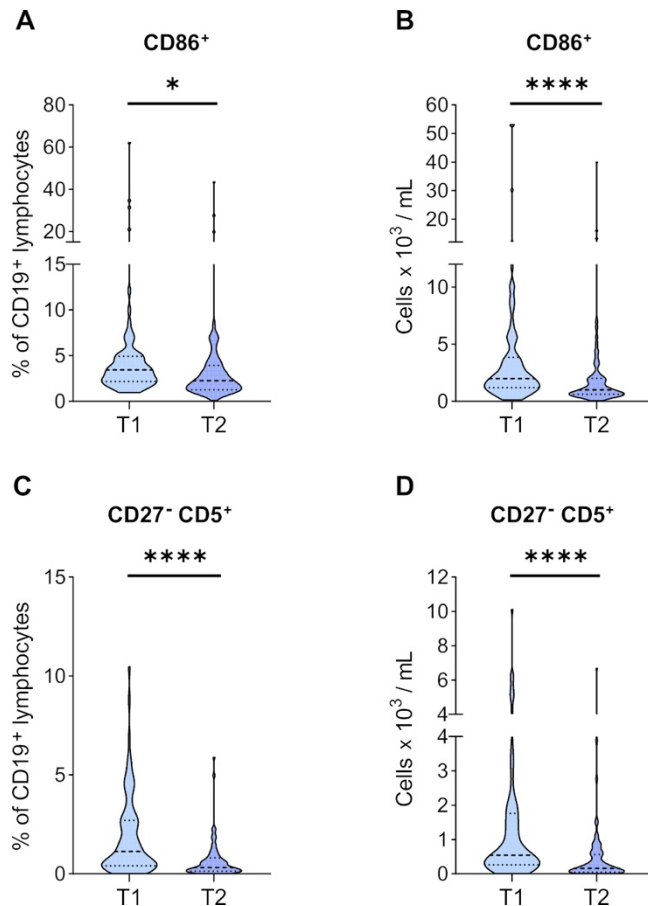 A
CD86⁺
*
% of CD19⁺ lymphocytes
80
60
40
20
15
10
5
0
T1
T2
B
CD86⁺
****
Cells x 10³ / mL
60
50
40
30
20
10
10
5
0
T1
T2
C
CD27⁻ CD5⁺
****
% of CD19⁺ lymphocytes
15
10
5
0
T1
T2
D
CD27⁻ CD5⁺
****
Cells x 10³ / mL
12
10
8
6
4
4
3
2
1
0
T1
T2